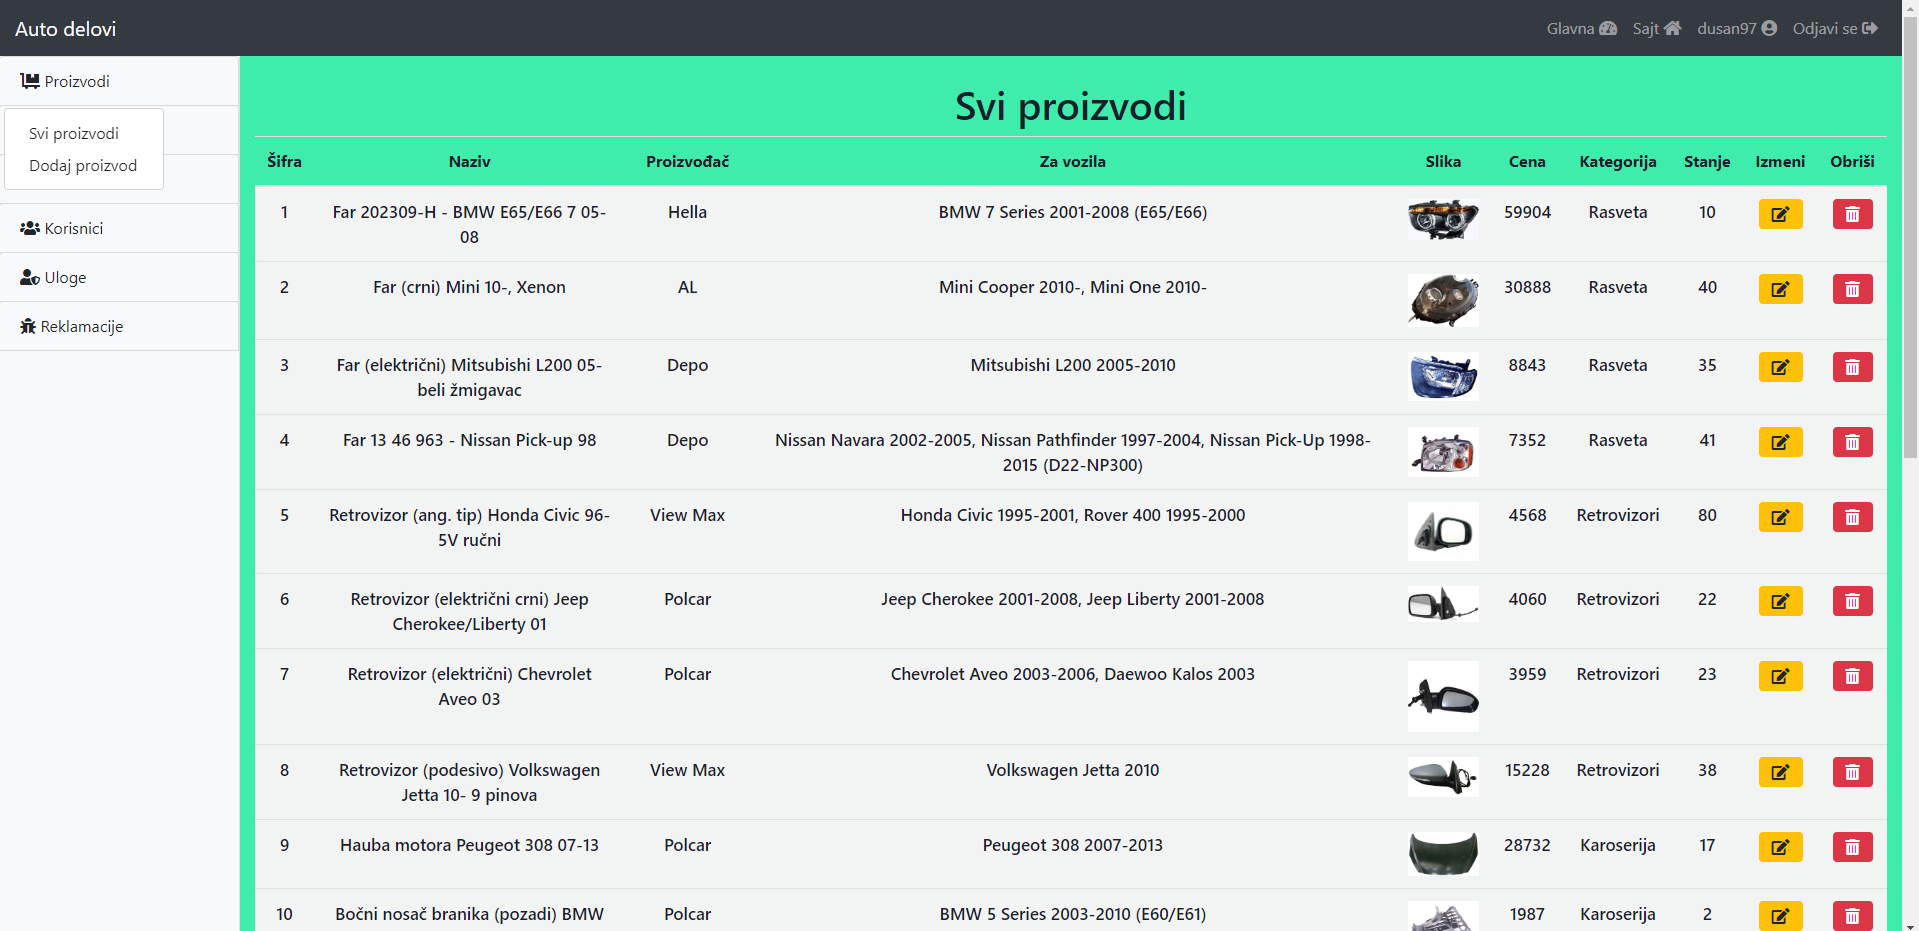 Auto delovi
Glavna Sajt dusan97 Odjavi se
Proizvodi
Svi proizvodi
Dodaj proizvod
Korisnici
Uloge
Reklamacije
Svi proizvodi
Šifra Naziv Proizvođač Za vozila Slika Cena Kategorija Stanje Izmeni Obriši
1 Far 202309-H - BMW E65/E66 7 05- Hella BMW 7 Series 2001-2008 (E65/E66) 59904 Rasveta 10
08
2 Far (crni) Mini 10-, Xenon AL Mini Cooper 2010-, Mini One 2010- 30888 Rasveta 40
3 Far (električni) Mitsubishi L200 05- Depo Mitsubishi L200 2005-2010 8843 Rasveta 35
beli žmigavac
4 Far 13 46 963 - Nissan Pick-up 98 Depo Nissan Navara 2002-2005, Nissan Pathfinder 1997-2004, Nissan Pick-Up 1998- 7352 Rasveta 41
2015 (D22-NP300)
5 Retrovizor (ang. tip) Honda Civic 96- View Max Honda Civic 1995-2001, Rover 400 1995-2000 4568 Retrovizori 80
5V ručni
6 Retrovizor (električni crni) Jeep Polcar Jeep Cherokee 2001-2008, Jeep Liberty 2001-2008 4060 Retrovizori 22
Cherokee/Liberty 01
7 Retrovizor (električni) Chevrolet Polcar Chevrolet Aveo 2003-2006, Daewoo Kalos 2003 3959 Retrovizori 23
Aveo 03
8 Retrovizor (podesivo) Volkswagen View Max Volkswagen Jetta 2010 15228 Retrovizori 38
Jetta 10- 9 pinova
9 Hauba motora Peugeot 308 07-13 Polcar Peugeot 308 2007-2013 28732 Karoserija 17
10 Bočni nosač branika (pozadi) BMW Polcar BMW 5 Series 2003-2010 (E60/E61) 1987 Karoserija 2